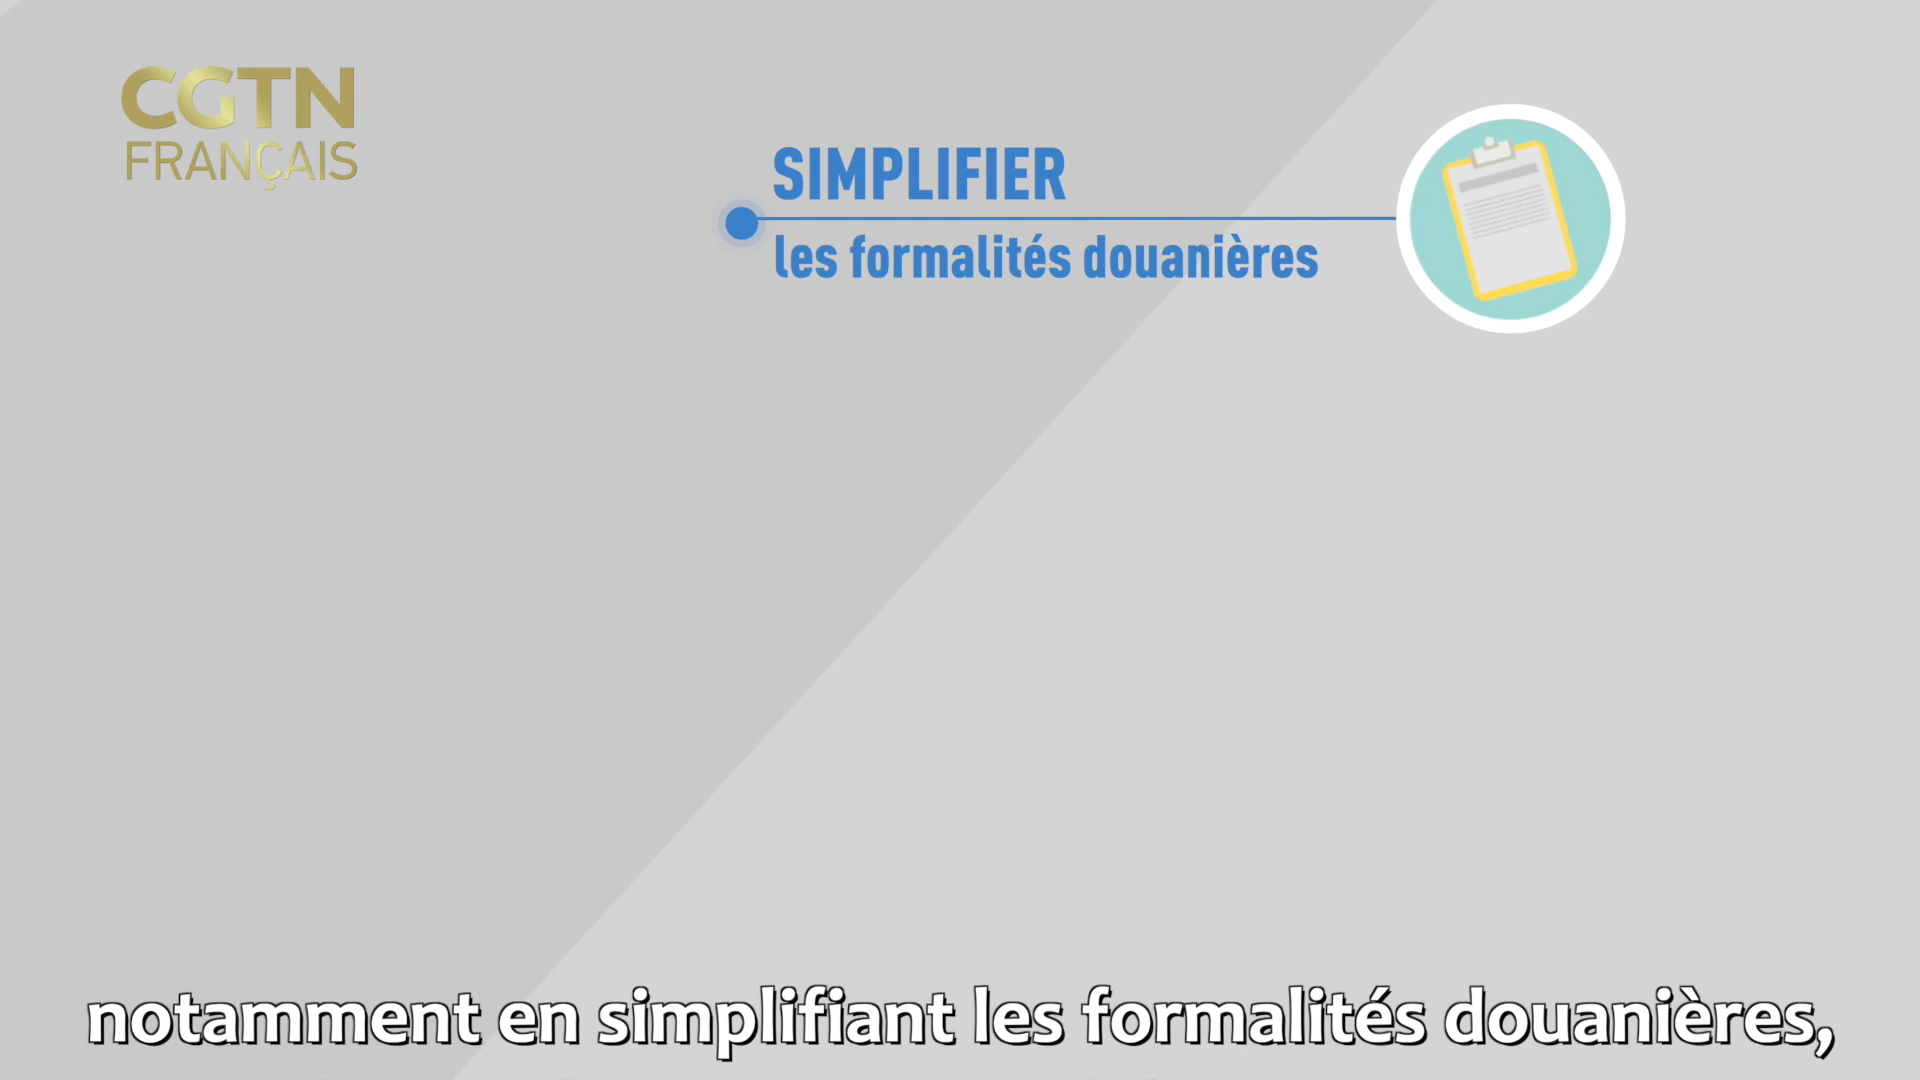 CGTN
FRANÇAIS
SIMPLIFIER
les formalités douanières
notamment en simplifiant les formalités douanières,